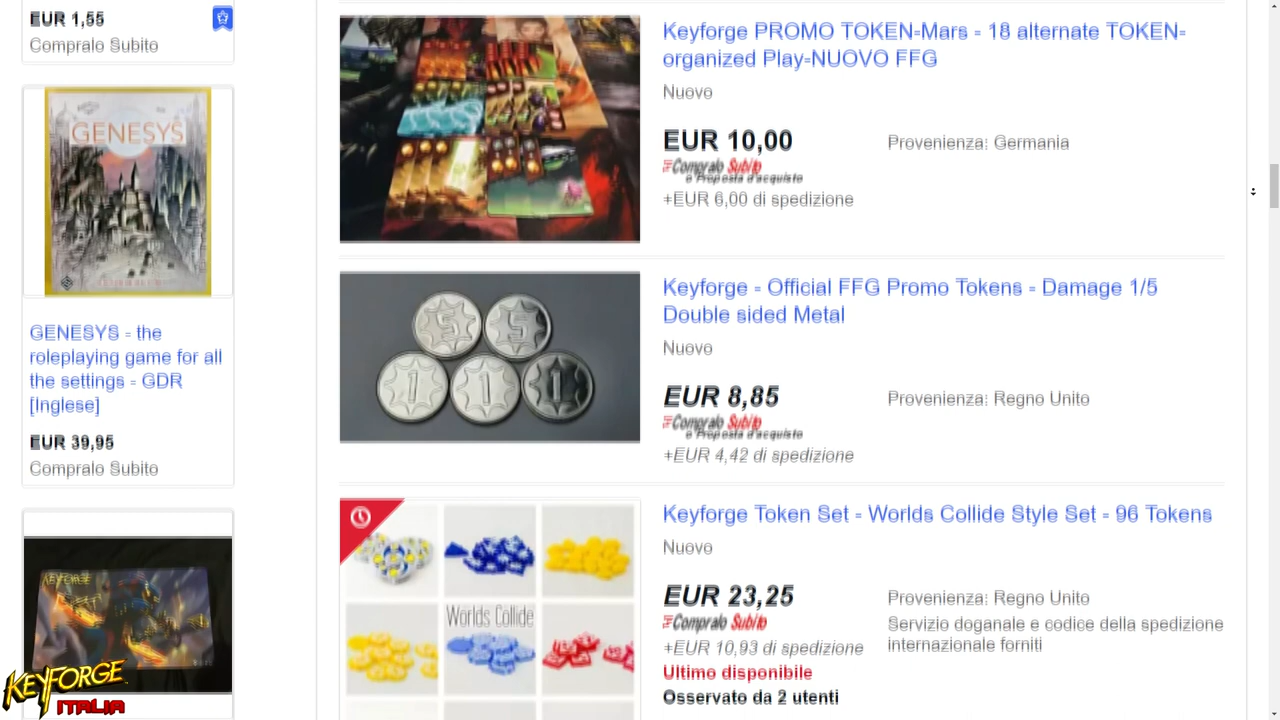 EUR 1,55
Compralo Subito
GENESYS
GENESYS - the
roleplaying game for all
the settings - GDR
[Inglese]
EUR 39,95
Compralo Subito
KEYFORGE
KEYFORGE
ITALIA
Keyforge PROMO TOKEN-Mars - 18 alternate TOKEN-
organized Play-NUOVO FFG
Nuovo
EUR 10,00
Provenienza: Germania
Compralo Subito
o Proposta d'acquisto
+EUR 6,00 di spedizione
5 5
1 1 1
Keyforge - Official FFG Promo Tokens - Damage 1/5
Double sided Metal
Nuovo
EUR 8,85
Provenienza: Regno Unito
Compralo Subito
o Proposta d'acquisto
+EUR 4,42 di spedizione
Worlds Collide
Keyforge Token Set - Worlds Collide Style Set - 96 Tokens
Nuovo
EUR 23,25
Provenienza: Regno Unito
Compralo Subito
Servizio doganale e codice della spedizione
internazionale forniti
+EUR 10,93 di spedizione
Ultimo disponibile
Osservato da 2 utenti